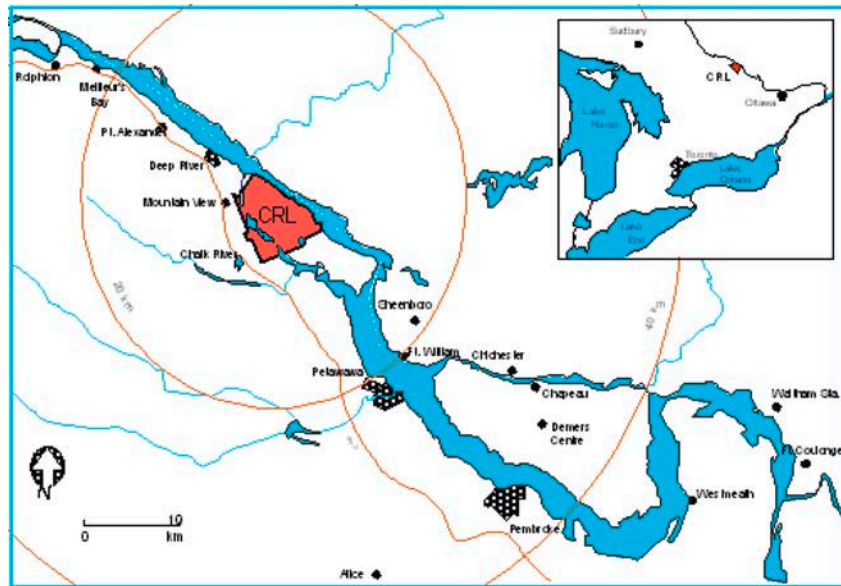 Sudbury
CRL
Ottawa
Lake
Huron
Toronto
Lake
Ontario
Lake
Erie
Rolphton
Meilleur's
Bay
Pt. Alexander
Deep River
Mountain View
CRL
Chalk River
20 km
40 km
Sheenboro
Ft. William
Chichester
Petawawa
Chapeau
Waltham Sta.
Demers
Centre
Ft. Coulonge
Westmeath
Pembroke
Alice
N
10
0
km